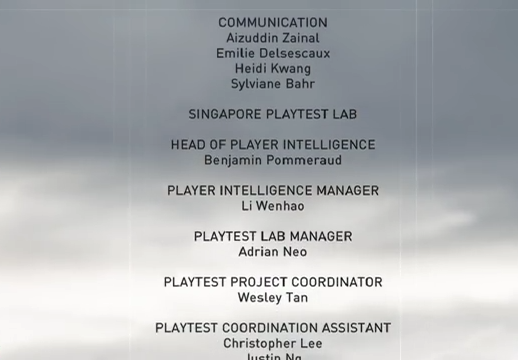 COMMUNICATION
Aizuddin Zainal
Emilie Delsescaux
Heidi Kwang
Sylviane Bahr
SINGAPORE PLAYTEST LAB
HEAD OF PLAYER INTELLIGENCE
Benjamin Pommeraud
PLAYER INTELLIGENCE MANAGER
Li Wenhao
PLAYTEST LAB MANAGER
Adrian Neo
PLAYTEST PROJECT COORDINATOR
Wesley Tan
PLAYTEST COORDINATION ASSISTANT
Christopher Lee
Justin Ng